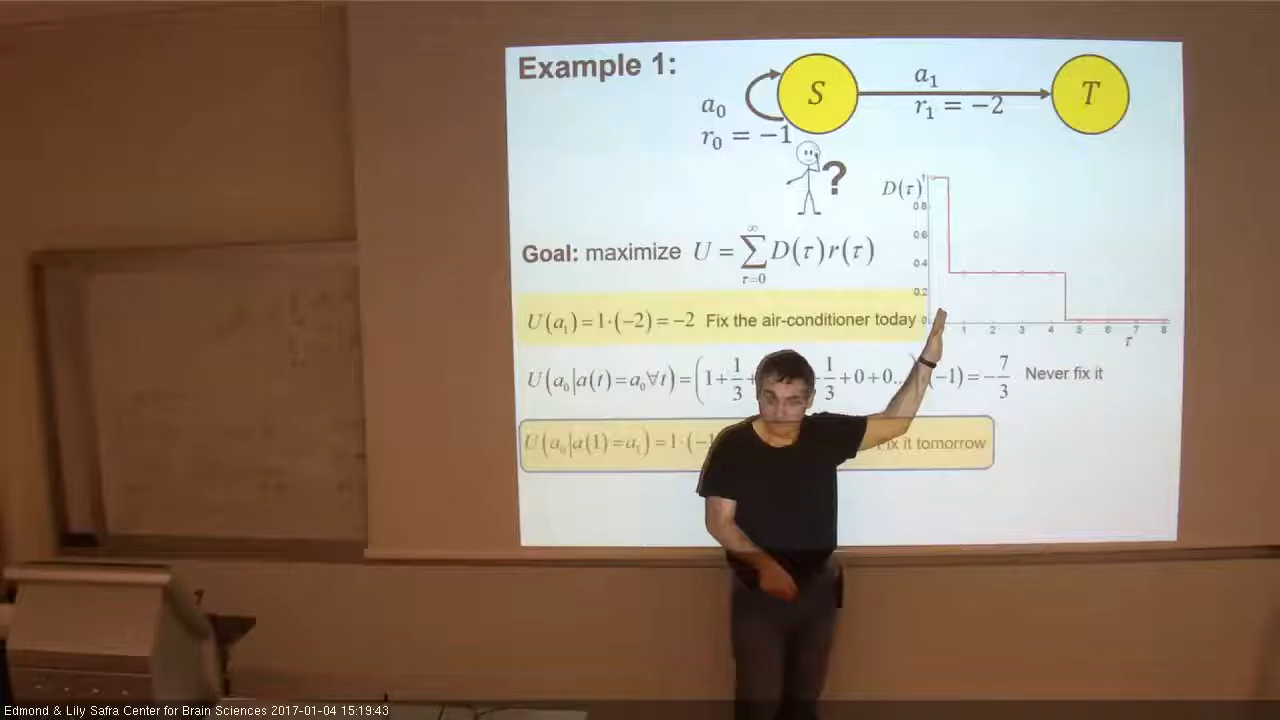 Example 1:
S
a₁
T
a₀
r₁ = −2
r₀ = −1
?
D(τ)
1
0.8
0.6
0.4
0.2
0
1 2 3 4 5 6 7 8
τ
Goal: maximize U = ∑_{τ=0}^{∞} D(τ)r(τ)
U(a₁) = 1·(−2) = −2 Fix the air-conditioner today
U(a₀|a(t) = a₀∀t) = (1 + 1/3 + 1/3 + 0 + 0.. (−1) = − 7/3 Never fix it
U(a₀|a(1) = a₁) = 1·(−1 Fix it tomorrow
Edmond & Lily Safra Center for Brain Sciences 2017-01-04 15:19:43